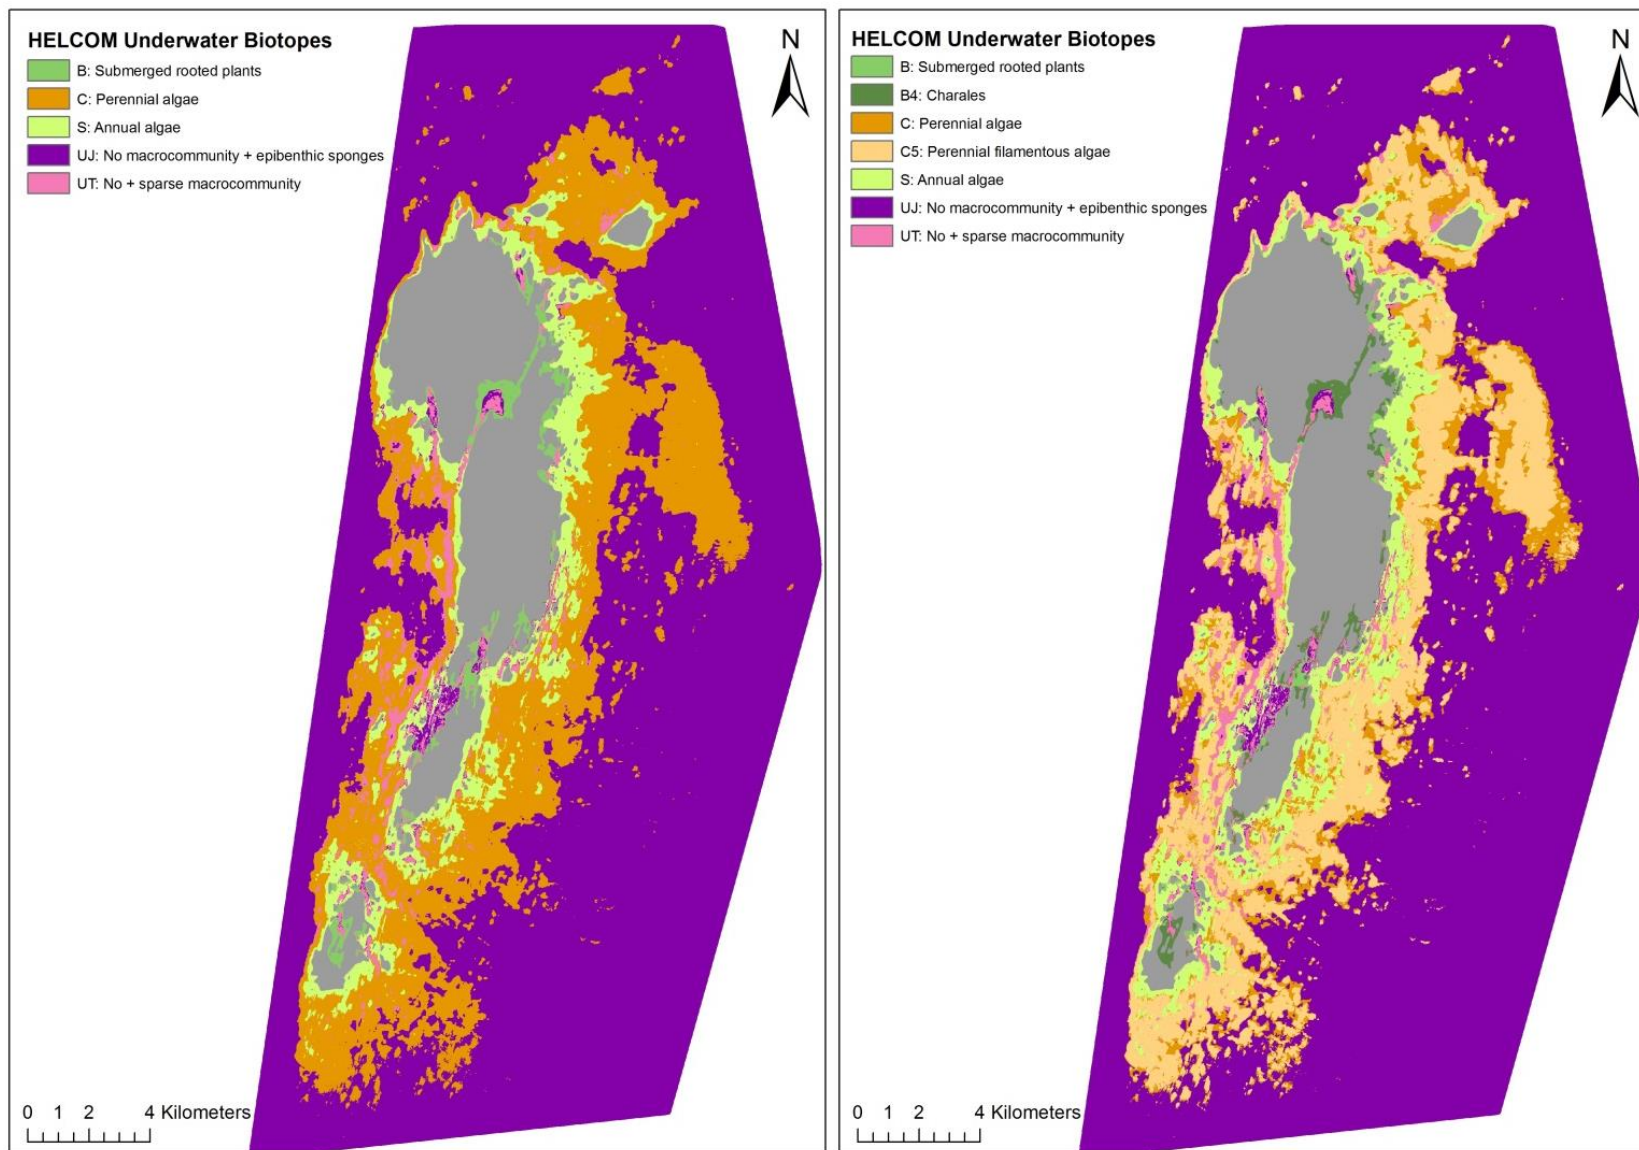 HELCOM Underwater Biotopes
B: Submerged rooted plants
C: Perennial algae
S: Annual algae
UJ: No macrocommunity + epibenthic sponges
UT: No + sparse macrocommunity
N
0 1 2 4 Kilometers
HELCOM Underwater Biotopes
B: Submerged rooted plants
B4: Charales
C: Perennial algae
C5: Perennial filamentous algae
S: Annual algae
UJ: No macrocommunity + epibenthic sponges
UT: No + sparse macrocommunity
N
0 1 2 4 Kilometers